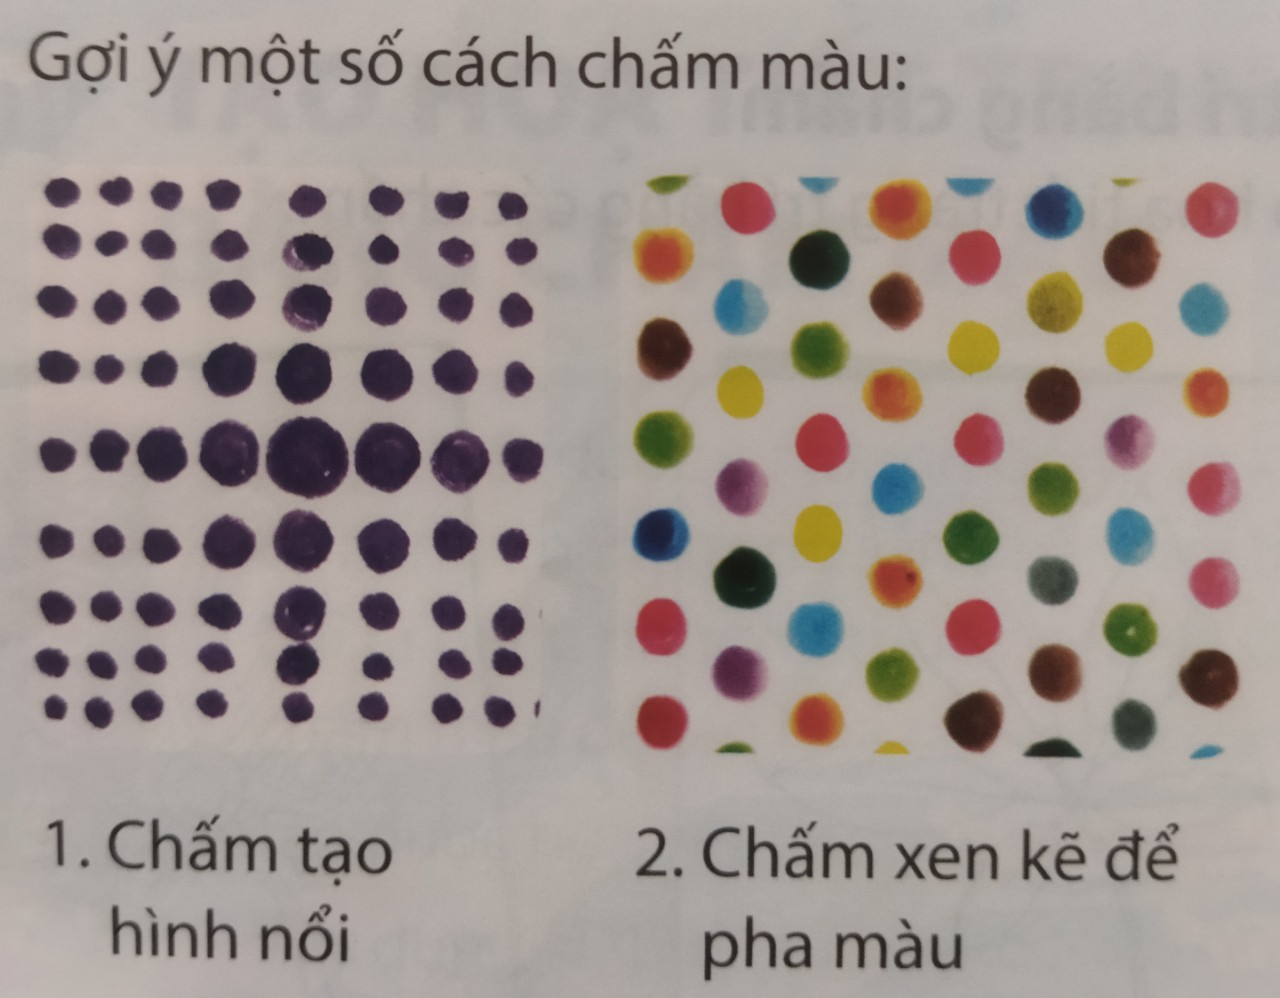 Gợi ý một số cách chấm màu:
1. Chấm tạo
hình nổi
2. Chấm xen kẽ để
pha màu